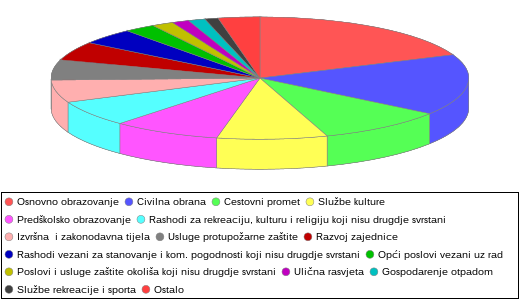 Osnovno obrazovanje Civilna obrana Cestovni promet Službe kulture
Predškolsko obrazovanje Rashodi za rekreaciju, kulturu i religiju koji nisu drugdje svrstani
Izvršna i zakonodavna tijela Usluge protupožarne zaštite Razvoj zajednice
Rashodi vezani za stanovanje i kom. pogodnosti koji nisu drugdje svrstani Opći poslovi vezani uz rad
Poslovi i usluge zaštite okoliša koji nisu drugdje svrstani Ulična rasvjeta Gospodarenje otpadom
Službe rekreacije i sporta Ostalo